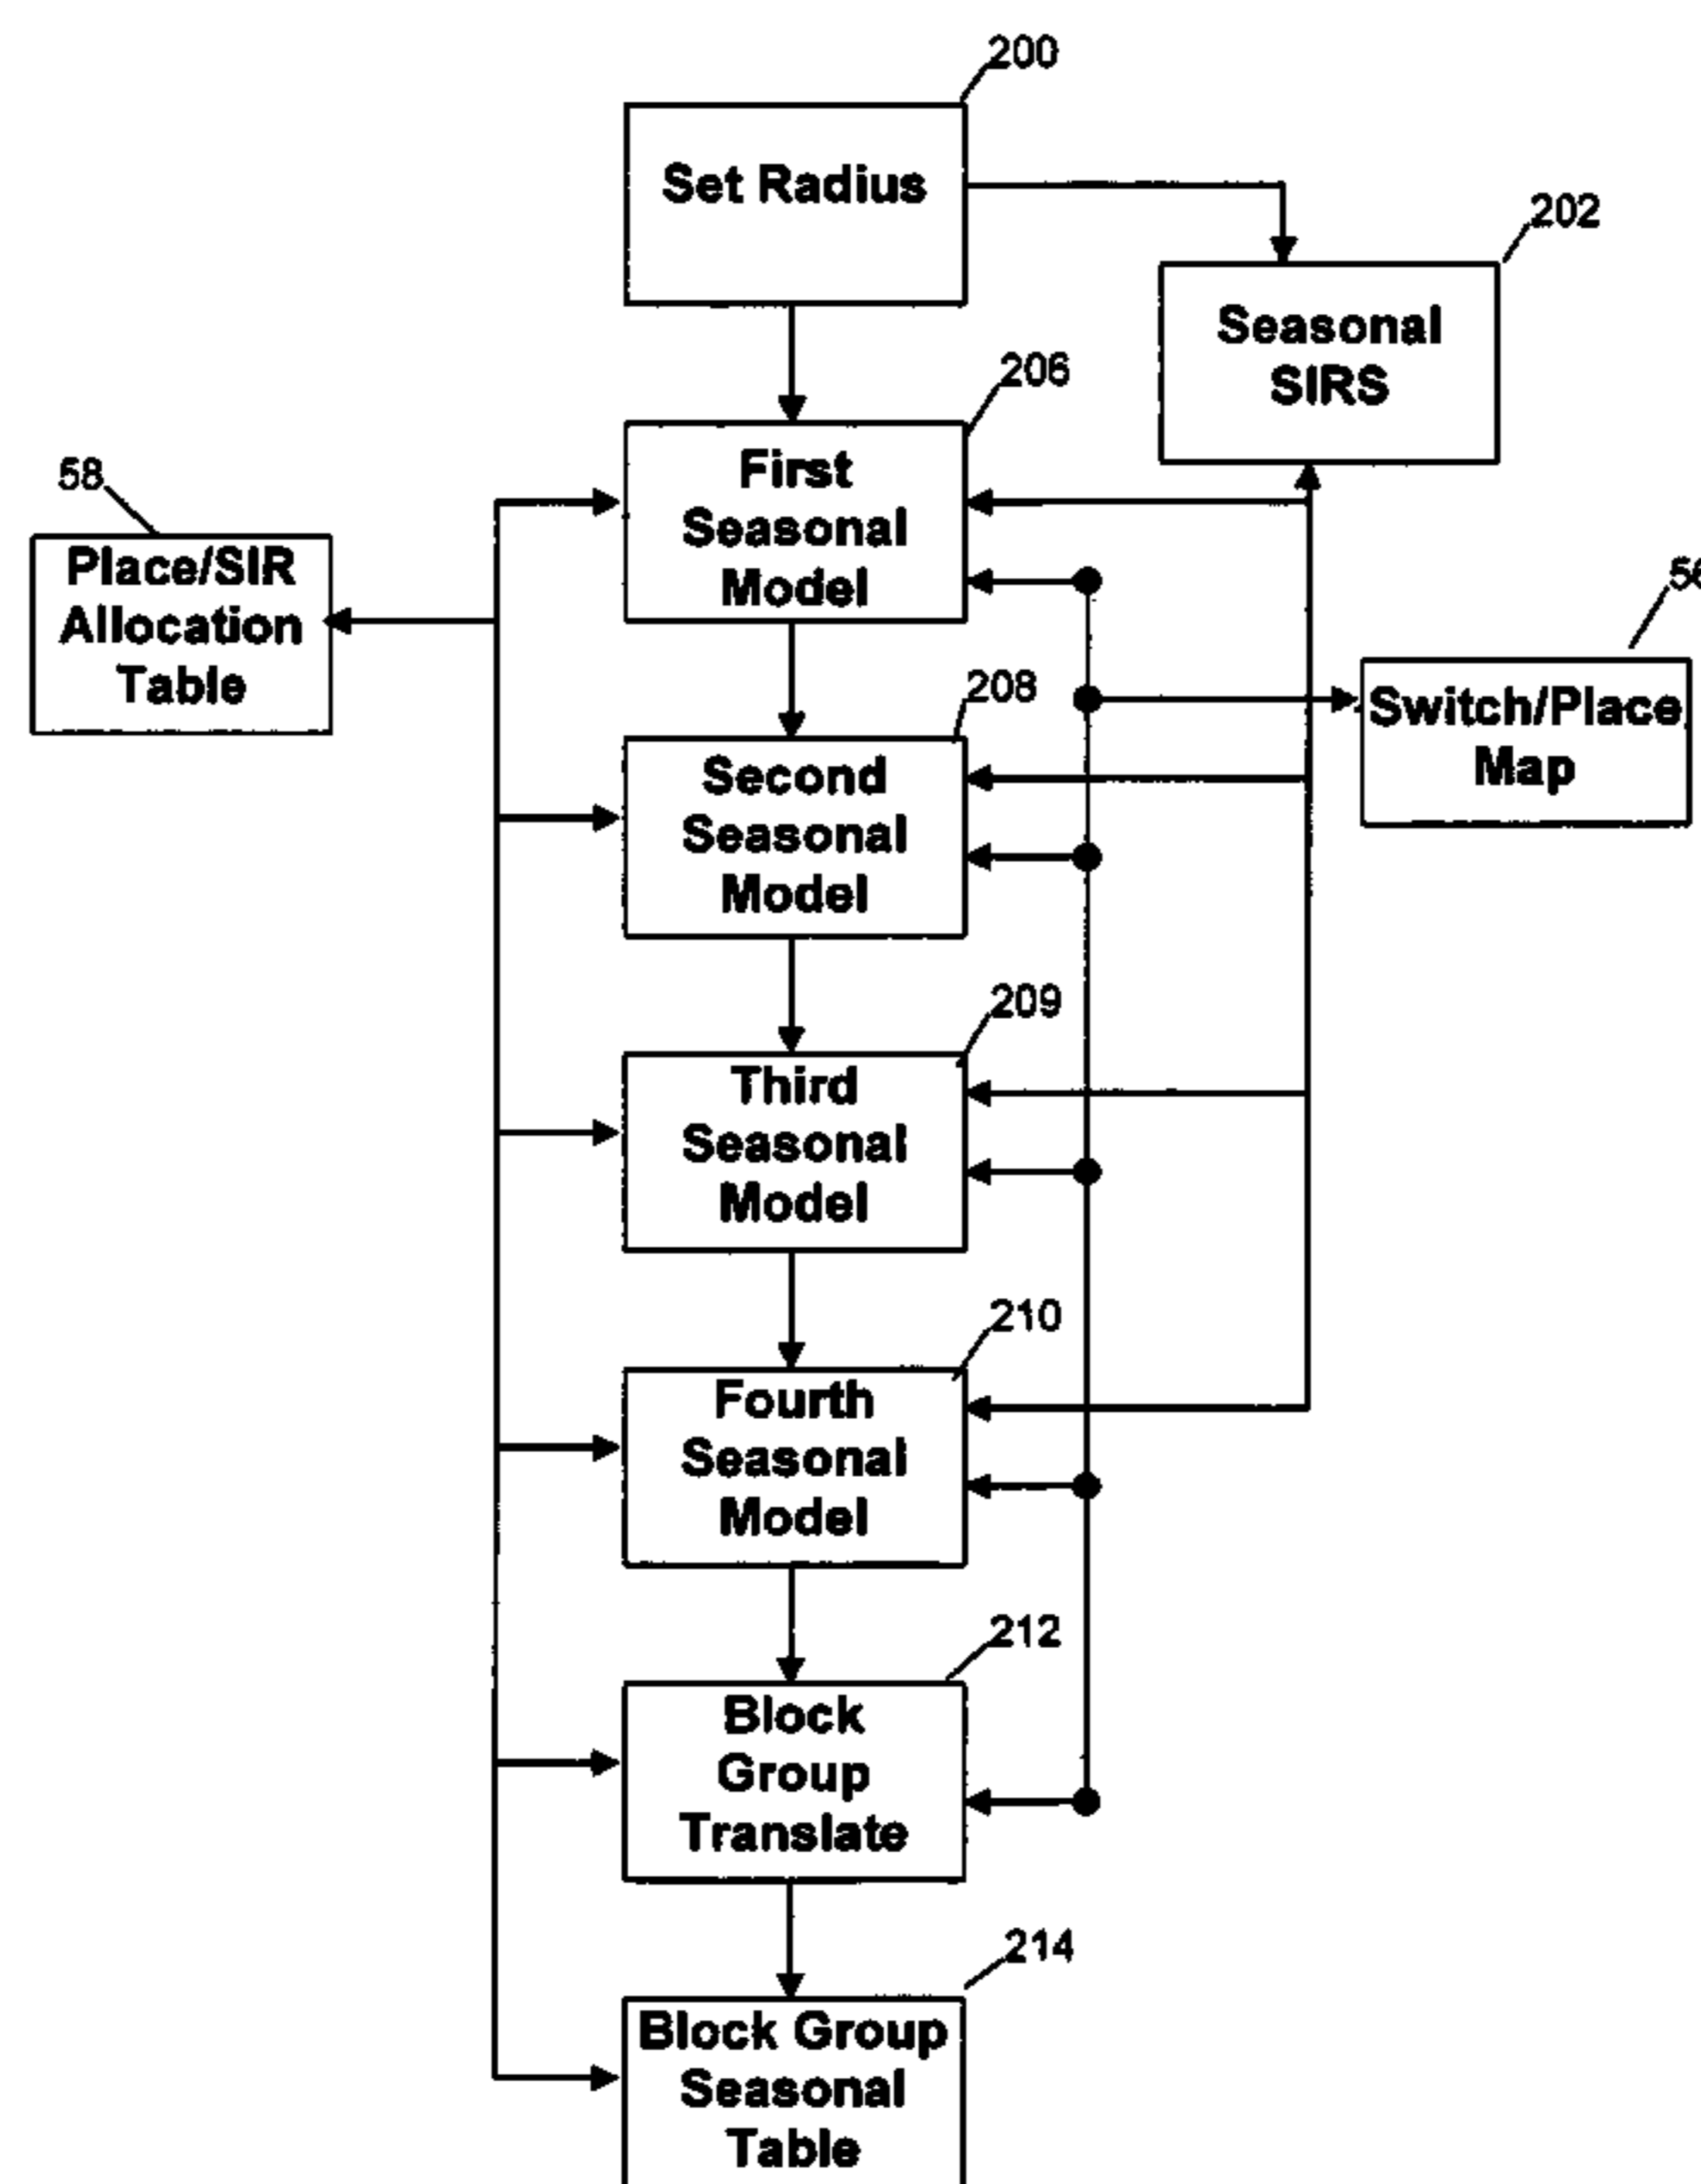 200
Set Radius
202
Seasonal
SIRS
206
First
Seasonal
Model
58
Place/SIR
Allocation
Table
56
Switch/Place
Map
208
Second
Seasonal
Model
209
Third
Seasonal
Model
210
Fourth
Seasonal
Model
212
Block
Group
Translate
214
Block Group
Seasonal
Table